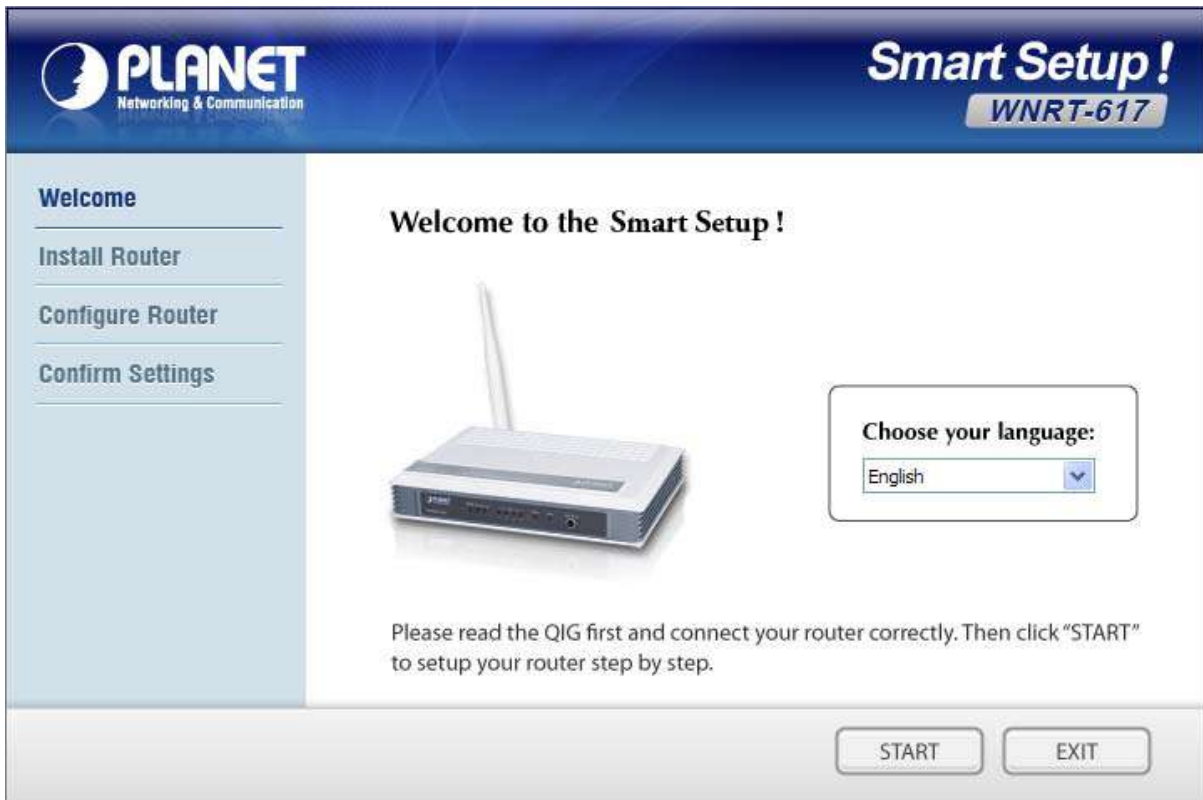 PLANET
Networking & Communication
Smart Setup !
WNRT-617
Welcome
Install Router
Configure Router
Confirm Settings
Welcome to the Smart Setup !
Choose your language:
English
Please read the QIG first and connect your router correctly. Then click “START”
to setup your router step by step.
START
EXIT